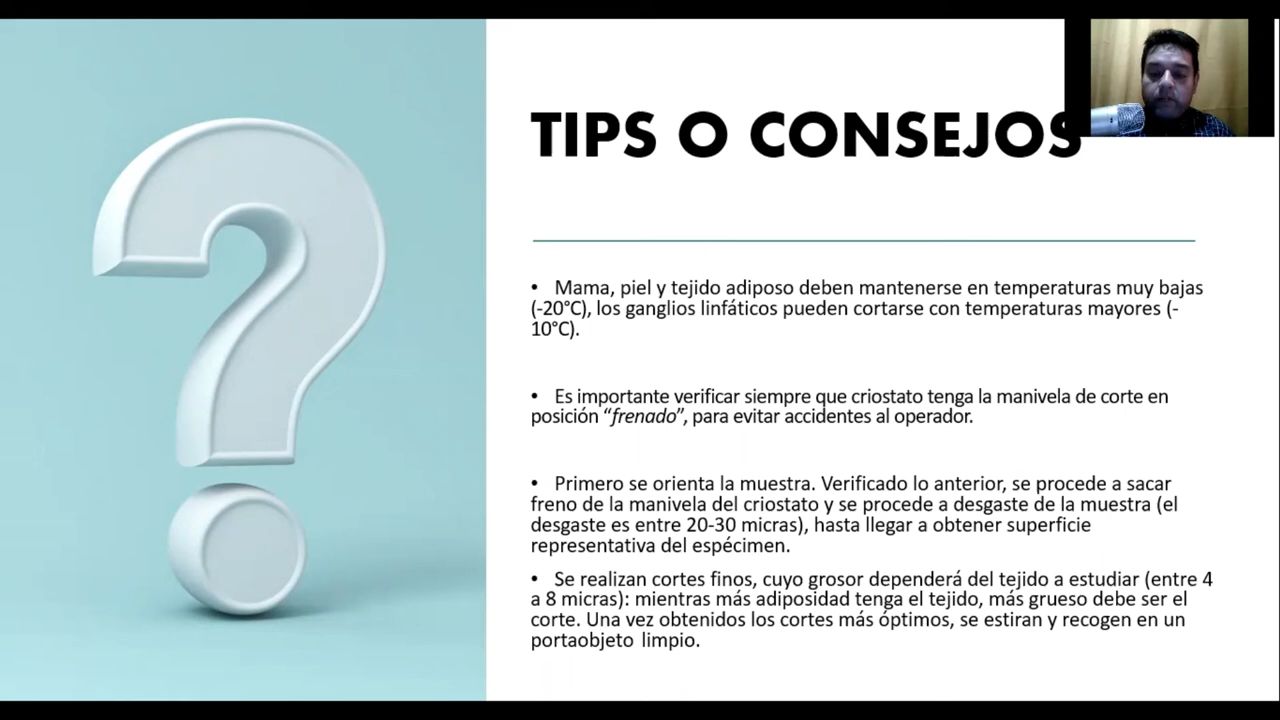 TIPS O CONSEJOS
• Mama, piel y tejido adiposo deben mantenerse en temperaturas muy bajas
(-20°C), los ganglios linfáticos pueden cortarse con temperaturas mayores (-
10°C).
• Es importante verificar siempre que criostato tenga la manivela de corte en
posición “frenado”, para evitar accidentes al operador.
• Primero se orienta la muestra. Verificado lo anterior, se procede a sacar
freno de la manivela del criostato y se procede a desgaste de la muestra (el
desgaste es entre 20-30 micras), hasta llegar a obtener superficie
representativa del espécimen.
• Se realizan cortes finos, cuyo grosor dependerá del tejido a estudiar (entre 4
a 8 micras): mientras más adiposidad tenga el tejido, más grueso debe ser el
corte. Una vez obtenidos los cortes más óptimos, se estiran y recogen en un
portaobjeto limpio.